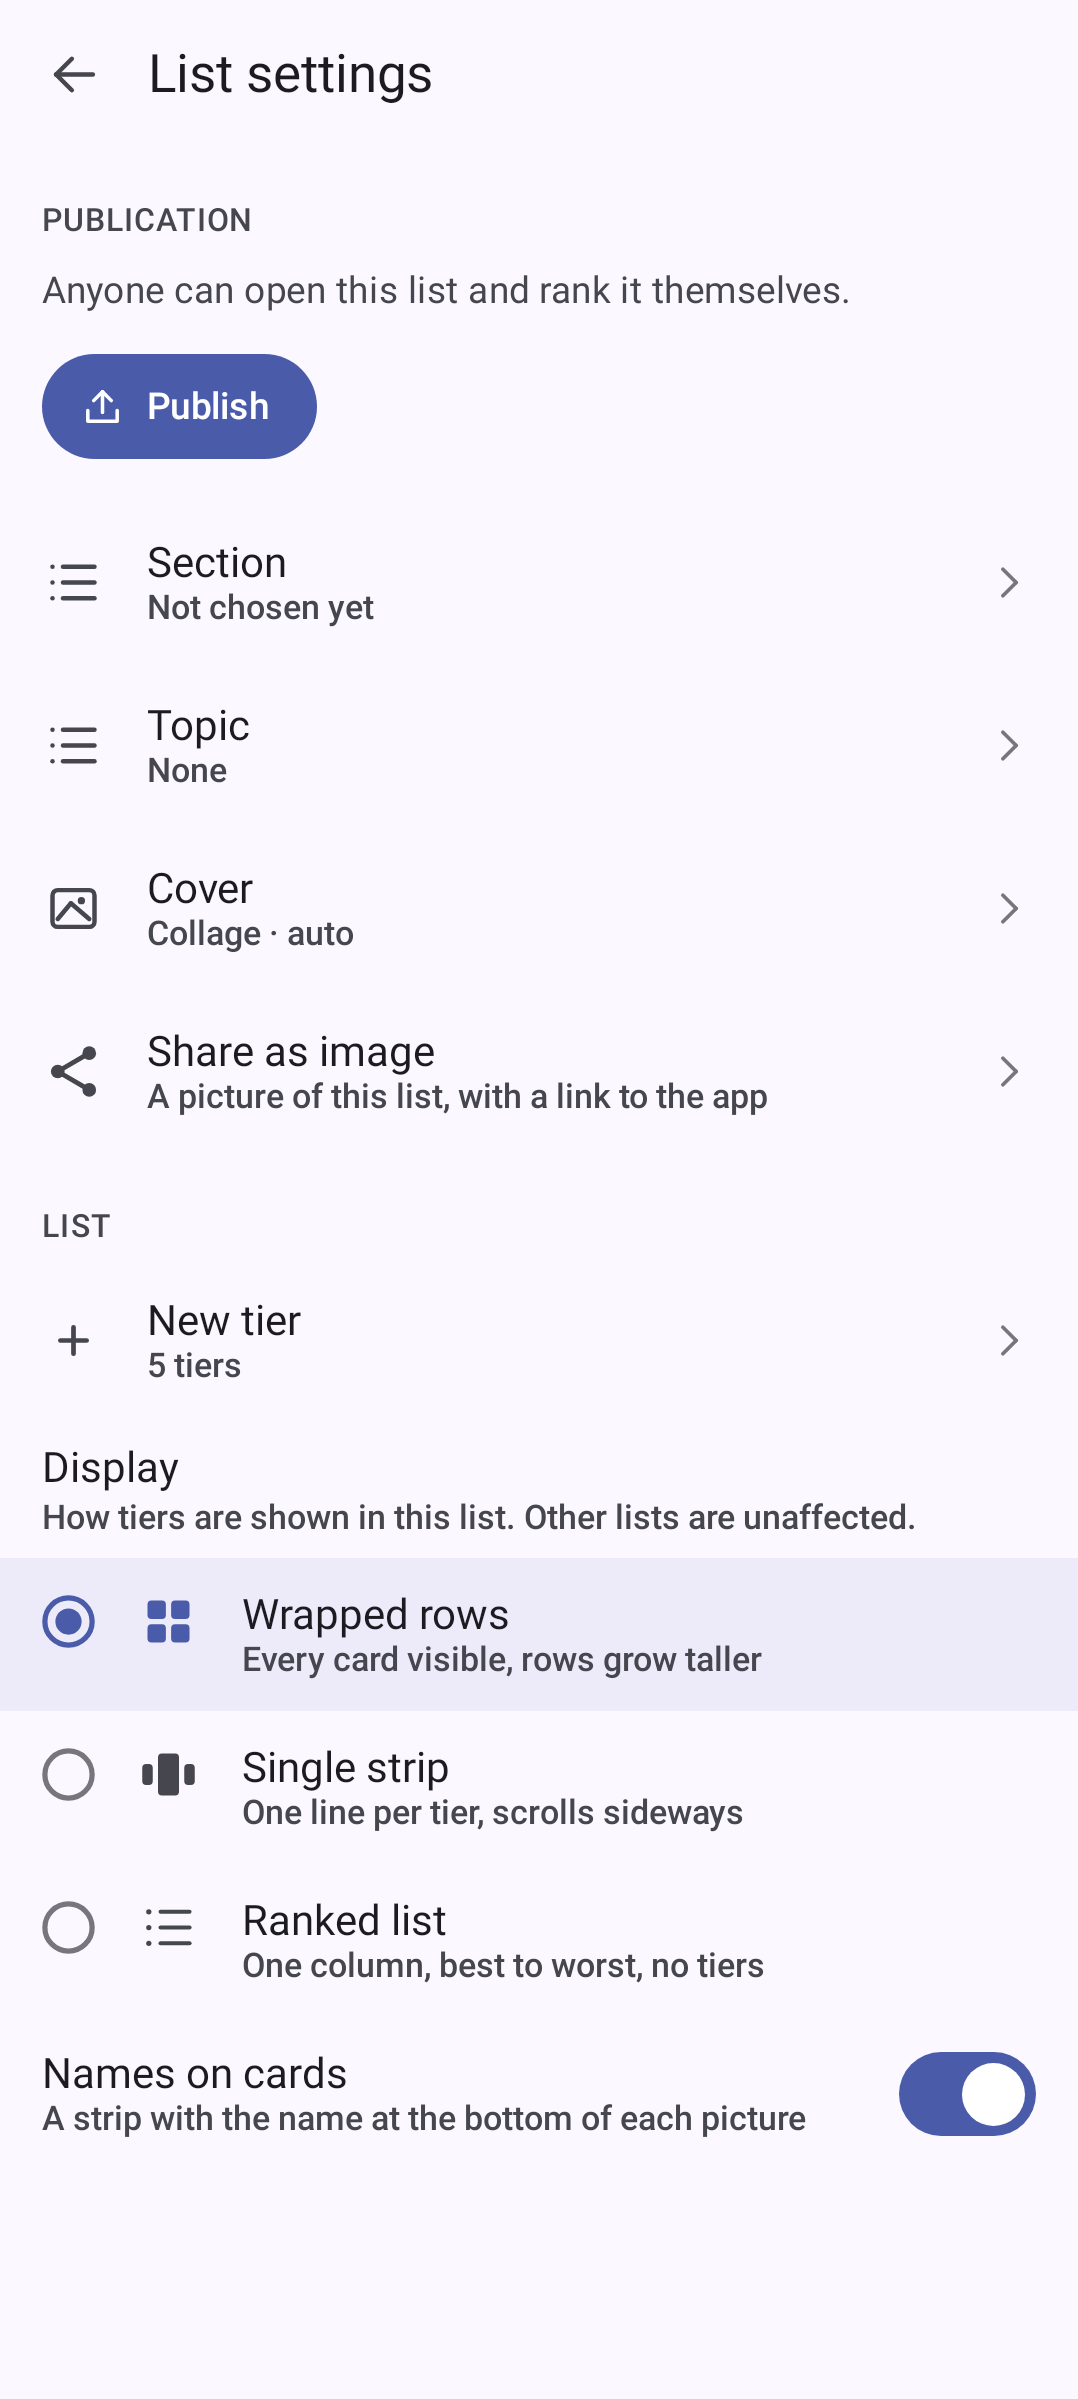 List settings
PUBLICATION
Anyone can open this list and rank it themselves.
Publish
Section
Not chosen yet
Topic
None
Cover
Collage · auto
Share as image
A picture of this list, with a link to the app
LIST
New tier
5 tiers
Display
How tiers are shown in this list. Other lists are unaffected.
Wrapped rows
Every card visible, rows grow taller
Single strip
One line per tier, scrolls sideways
Ranked list
One column, best to worst, no tiers
Names on cards
A strip with the name at the bottom of each picture